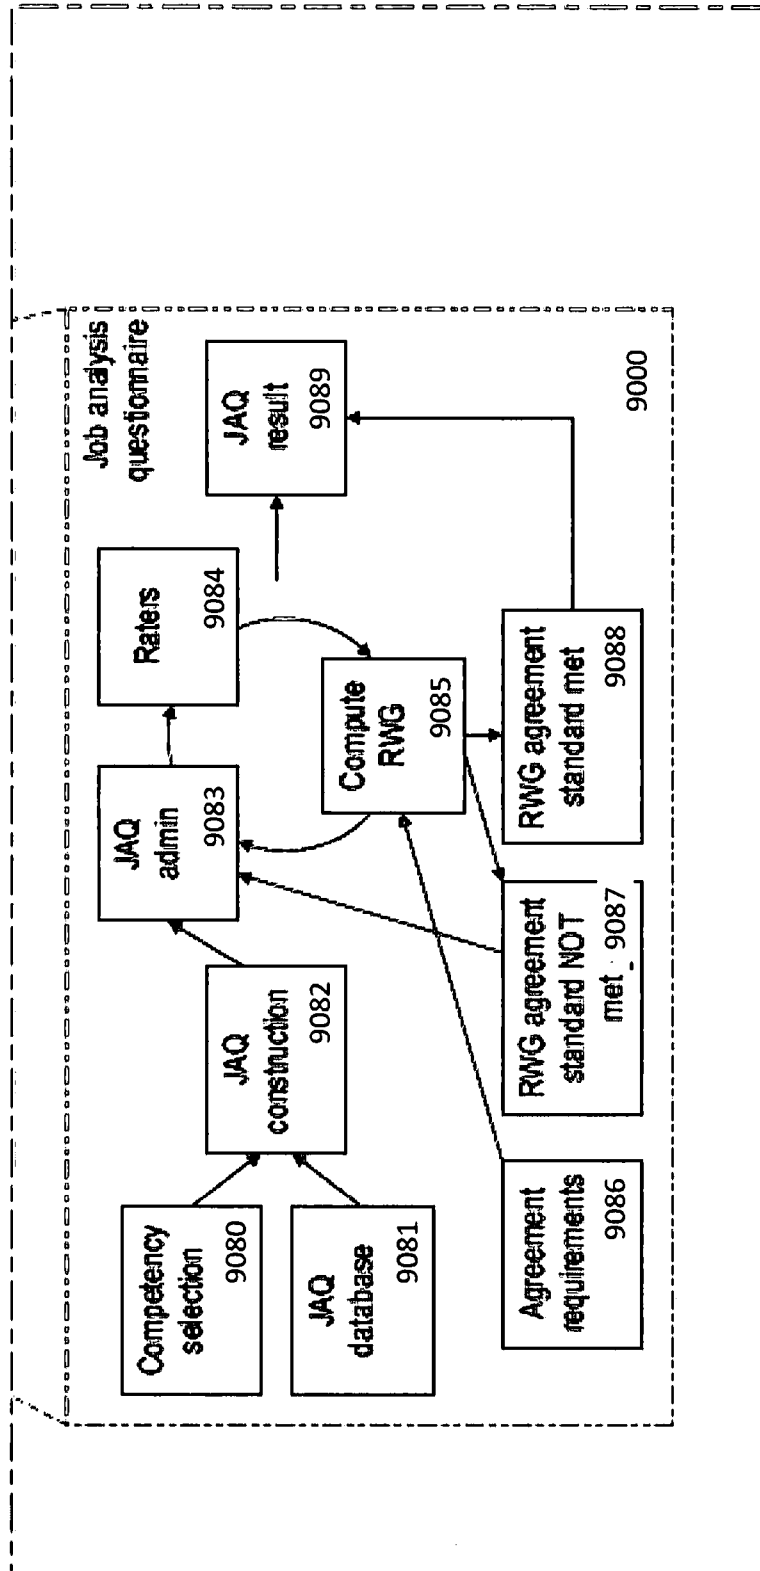 Job analysis
questionnaire
Competency
selection
9080
JAQ
database
9081
JAQ
construction
9082
JAQ
admin
9083
Raters
9084
JAQ
result
9089
Compute
RWG
9085
Agreement
requirements
9086
RWG agreement
standard NOT
met 9087
RWG agreement
standard met
9088
9000